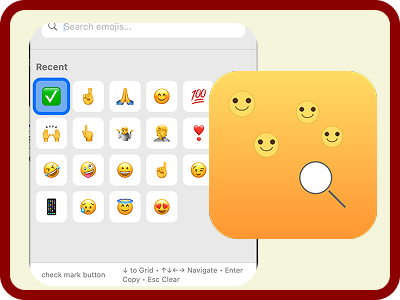 Search emojis...
Recent
check mark button
↓ to Grid • ↑↓←→ Navigate • Enter
Copy • Esc Clear